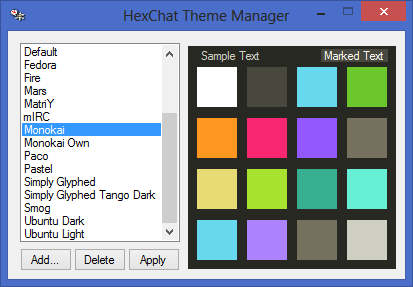 HexChat Theme Manager
Default
Fedora
Fire
Mars
MatriY
mIRC
Monokai
Monokai Own
Paco
Pastel
Simply Glyphed
Simply Glyphed Tango Dark
Smog
Ubuntu Dark
Ubuntu Light
Sample Text
Marked Text
Add...
Delete
Apply